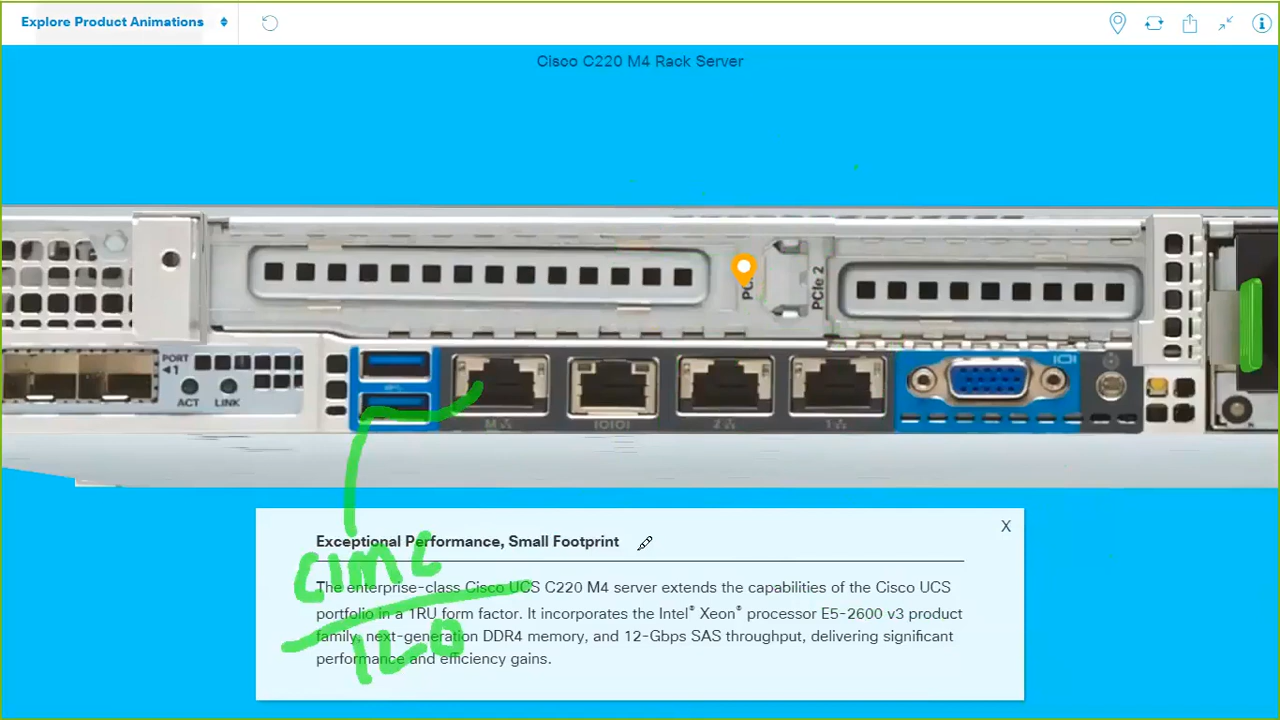 Explore Product Animations
Cisco C220 M4 Rack Server
PCIe 2
PORT
1
ACT
LINK
M
IOIOI
2
1
Exceptional Performance, Small Footprint
X
CIMC
The enterprise-class Cisco UCS C220 M4 server extends the capabilities of the Cisco UCS
portfolio in a 1RU form factor. It incorporates the Intel® Xeon® processor E5-2600 v3 product
family, next-generation DDR4 memory, and 12-Gbps SAS throughput, delivering significant
performance and efficiency gains.